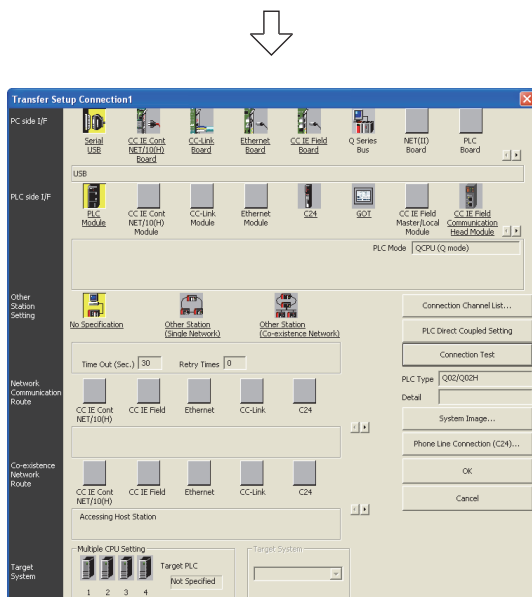 Transfer Setup Connection1
PC side I/F
Serial USB
CC IE Cont NET/10(H) Board
CC-Link Board
Ethernet Board
CC IE Field Board
Q Series Bus
NET(II) Board
PLC Board
USB
PLC side I/F
PLC Module
CC IE Cont NET/10(H) Module
CC-Link Module
Ethernet Module
C24
GOT
CC IE Field Master/Local Module
CC IE Field Communication Head Module
PLC Mode QCPU (Q mode)
Other Station Setting
No Specification
Other Station (Single Network)
Other Station (Co-existence Network)
Time Out (Sec.) 30 Retry Times 0
Connection Channel List...
PLC Direct Coupled Setting
Connection Test
PLC Type Q02/Q02H
Detail
System Image...
Phone Line Connection (C24)...
OK
Cancel
Network Communication Route
CC IE Cont NET/10(H)
CC IE Field
Ethernet
CC-Link
C24
Co-existence Network Route
CC IE Cont NET/10(H)
CC IE Field
Ethernet
CC-Link
C24
Accessing Host Station
Target System
Multiple CPU Setting
1 2 3 4
Target PLC
Not Specified
Target System